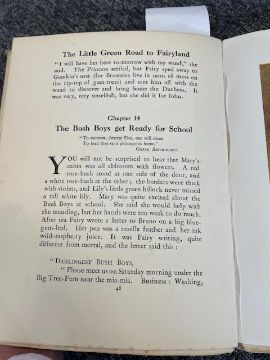 The Little Green Road to Fairyland
"I will have her here to-morrow with my wand," she
said. The Princess settled, but Fairy sped away to
Gumkin's nest (for Brownies live in nests of moss on
the tip-top of gum-trees) and sent him off with the
wand to discover and bring home the Duchess. It
was very, very unselfish, but she did it for John.
Chapter 14
The Bush Boys get Ready for School
"To-morrow, dearest Piat, one will come
To lead thee to a philosopher's home."
Greek Anthology.
YOU will not be surprised to hear that Mary's
cabin was all abloom with flowers. A red
rose-bush stood at one side of the door, and
a white rose-bush at the other; the borders were thick
with violets, and Lily's little green hillock never missed
a tall white lily. Mary was quite excited about the
Bush Boys at school. She said she would help with
the mending, but her hands were too weak to do much.
After tea Fairy wrote a letter to Bruno on a big blue-
gum-leaf. Her pen was a rosella feather and her ink
wild-raspberry juice. It was Fairy writing, quite
different from mortal, and the letter said this:
"Darlingest Bush Boys,
"Please meet us on Saturday morning under the
Big Tree-Fern near the mia-mia. Business: Washing,
48